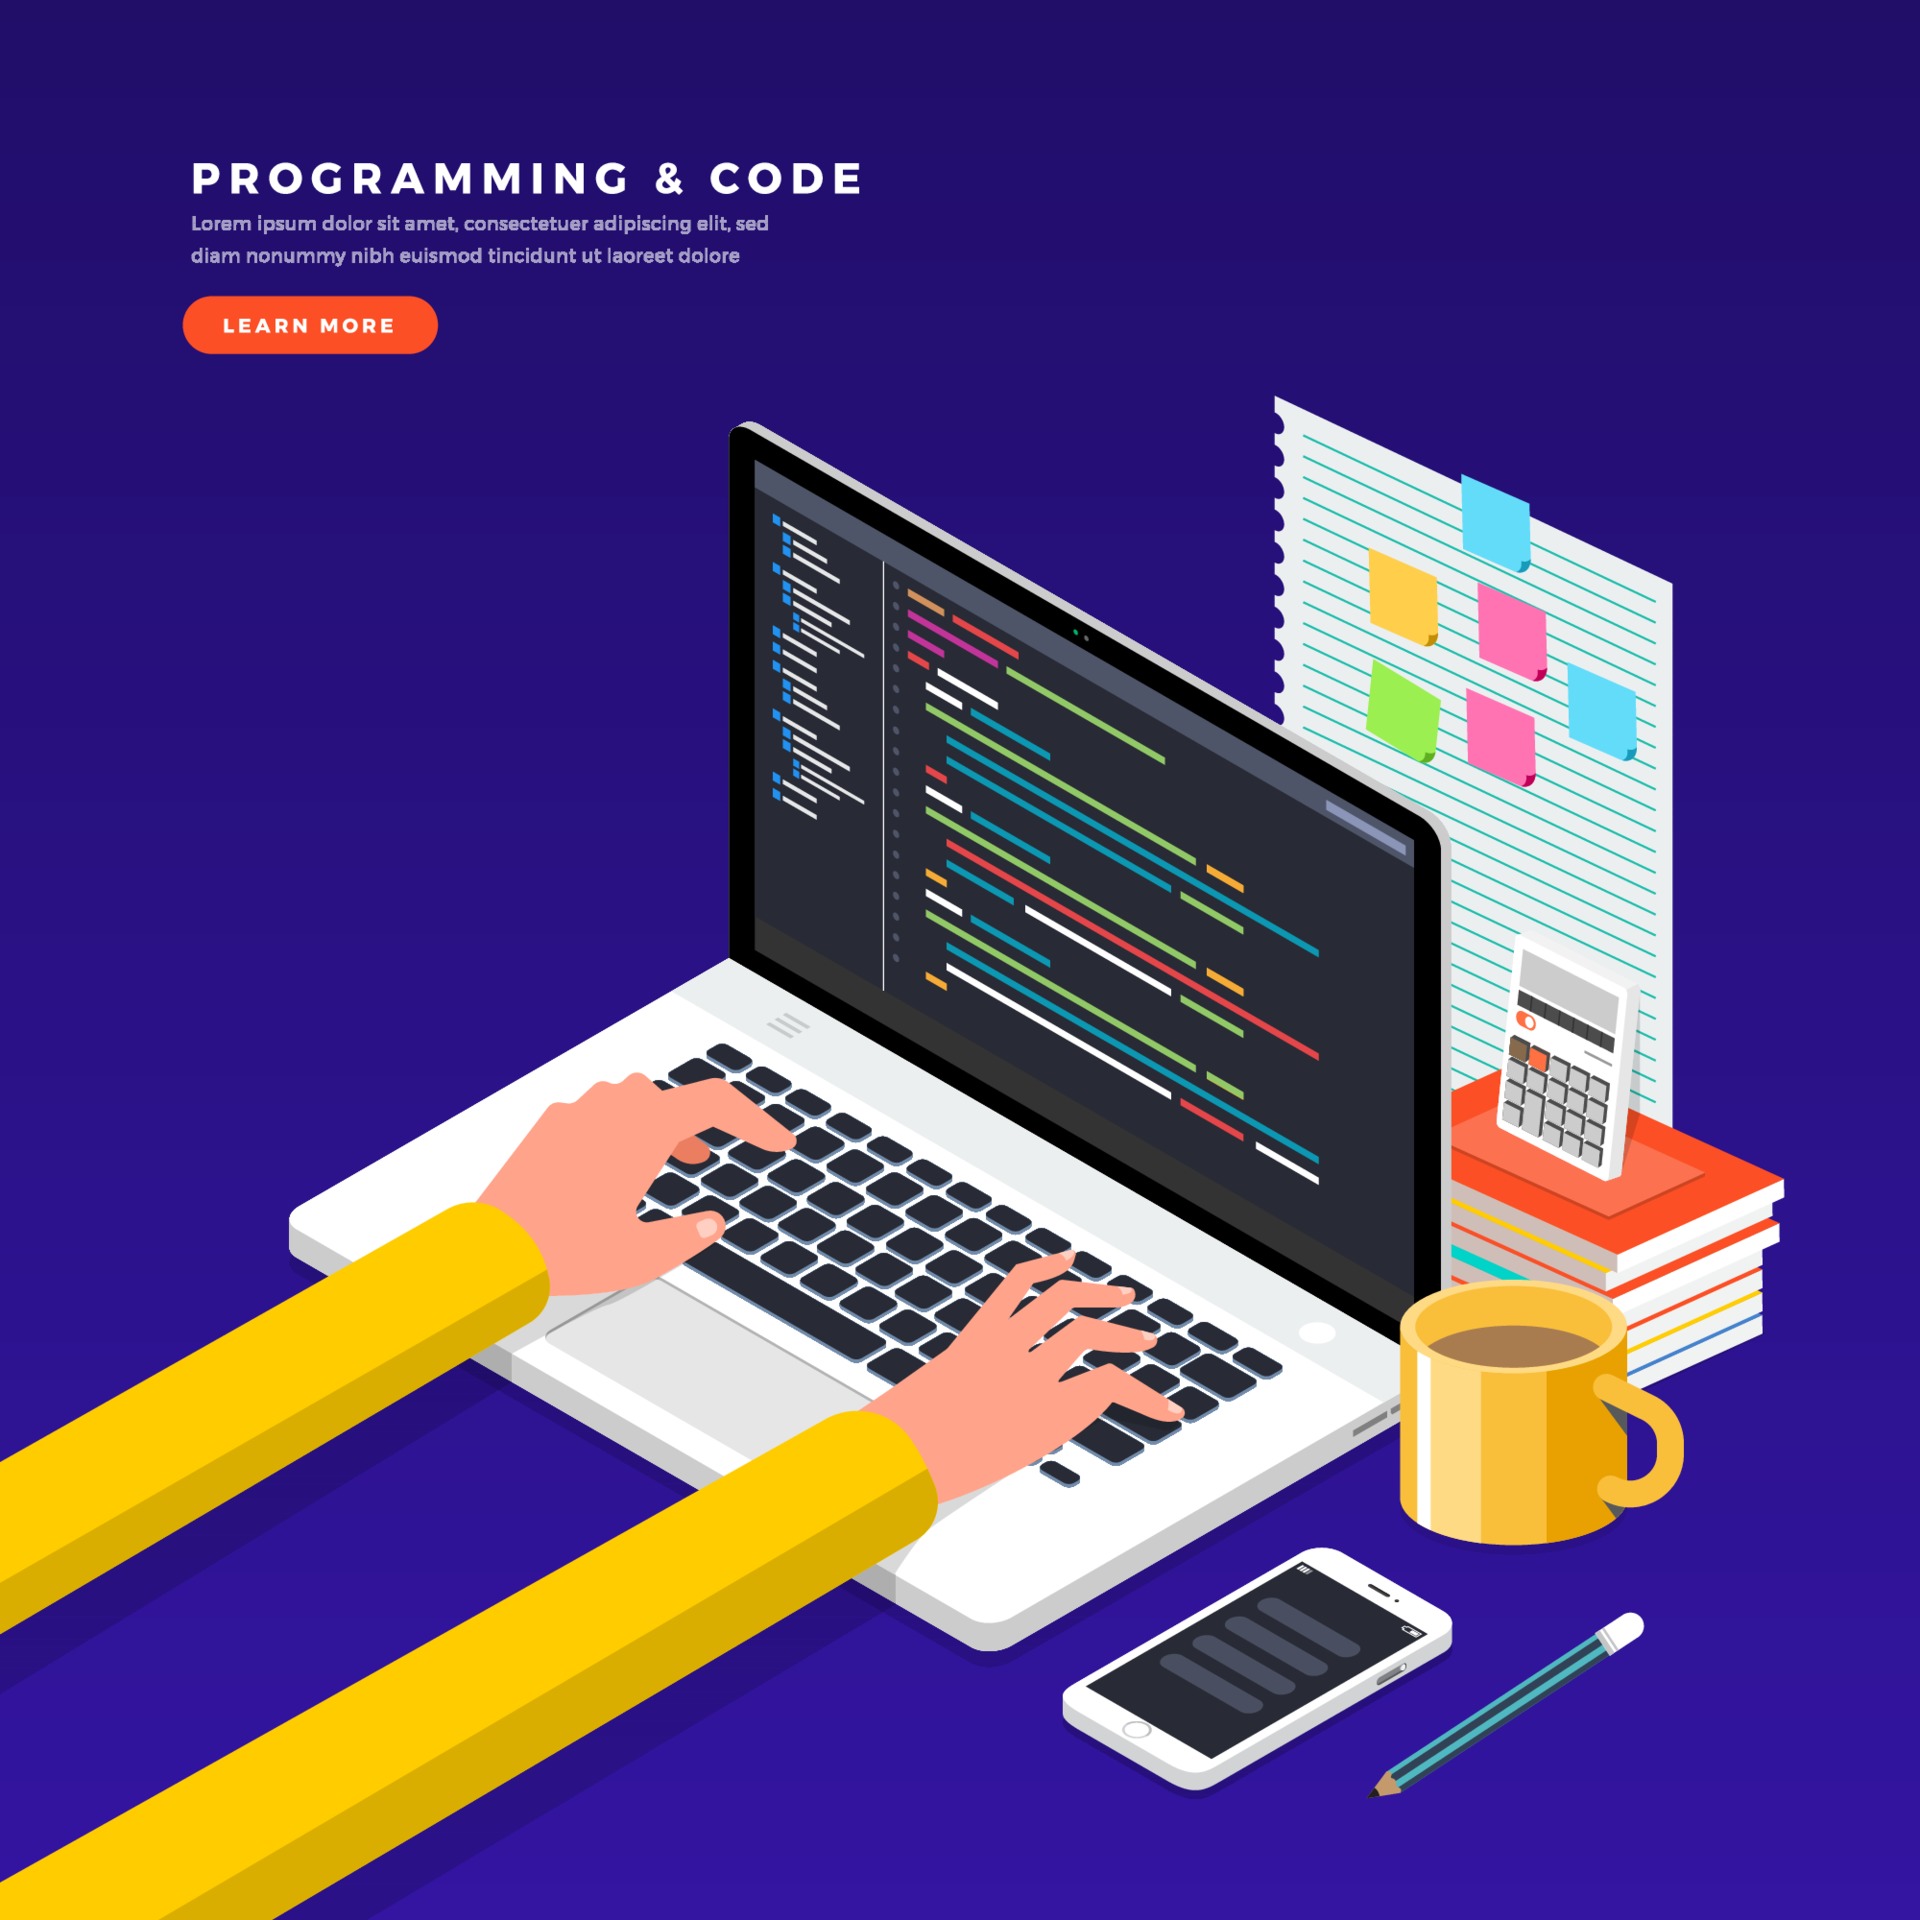 PROGRAMMING & CODE
Lorem ipsum dolor sit amet, consectetuer adipiscing elit, sed
diam nonummy nibh euismod tincidunt ut laoreet dolore
LEARN MORE